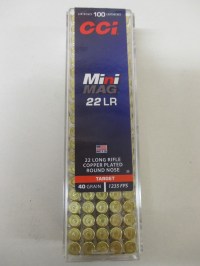 100
CCI
Mini
MAG
22 LR
22 LONG RIFLE
COPPER PLATED
ROUND NOSE
TARGET
40 GRAIN 1235 FPS